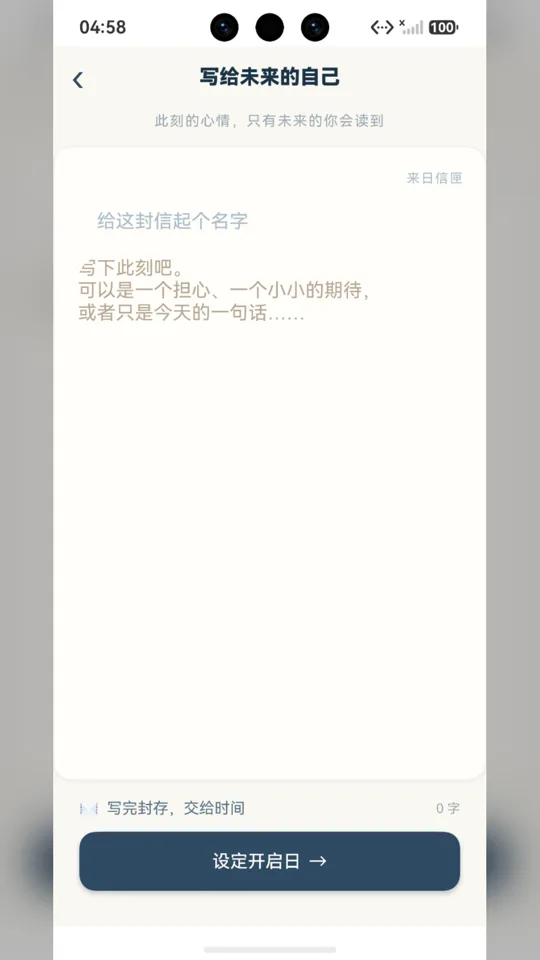 04:58
100
写给未来的自己
此刻的心情，只有未来的你会读到
来日信匣
给这封信起个名字
写下此刻吧。
可以是一个担心、一个小小的期待，
或者只是今天的一句话……
写完封存，交给时间
0 字
设定开启日 →